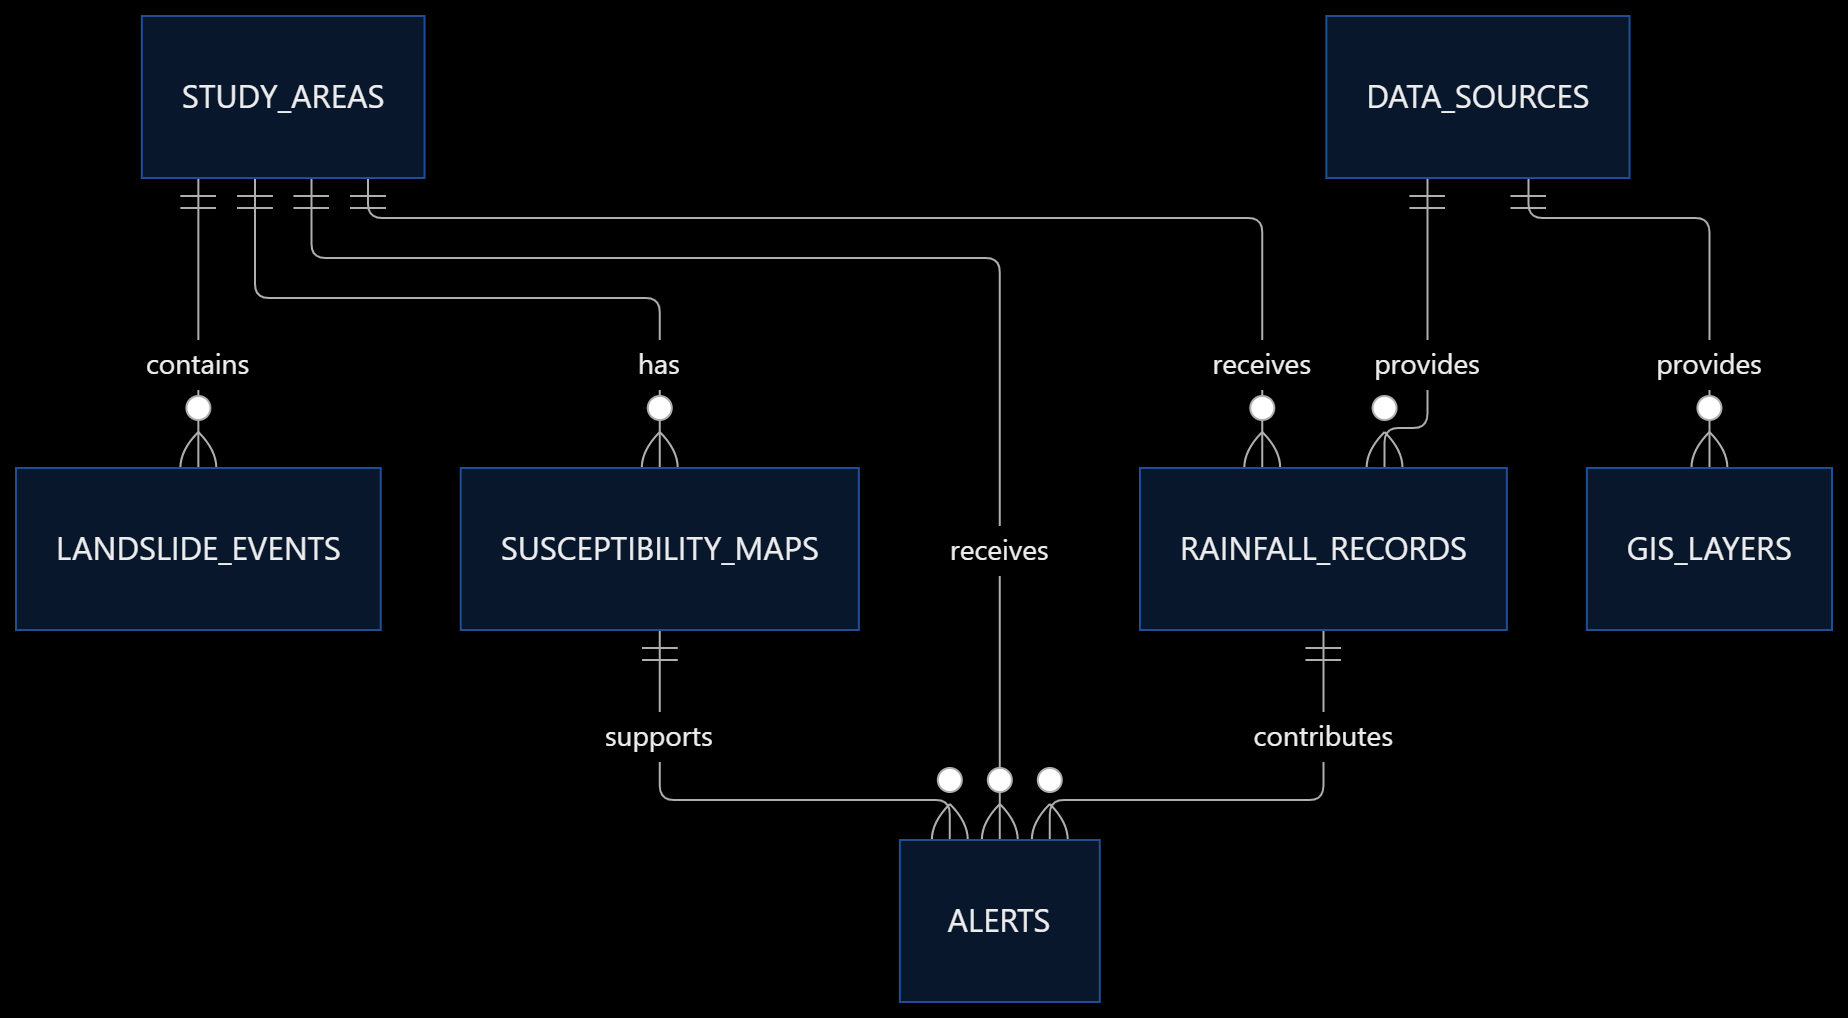 STUDY_AREAS
DATA_SOURCES
contains
has
receives
provides
provides
LANDSLIDE_EVENTS
SUSCEPTIBILITY_MAPS
receives
RAINFALL_RECORDS
GIS_LAYERS
supports
contributes
ALERTS